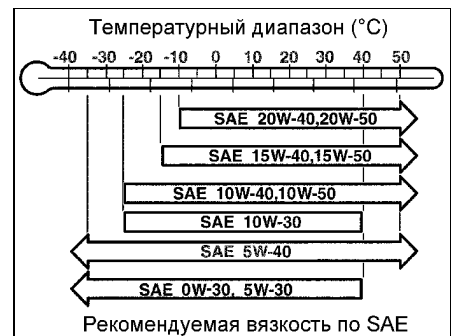 Температурный диапазон (°C)
-40 -30 -20 -10 0 10 20 30 40 50
SAE 20W-40,20W-50
SAE 15W-40,15W-50
SAE 10W-40,10W-50
SAE 10W-30
SAE 5W-40
SAE 0W-30, 5W-30
Рекомендуемая вязкость по SAE